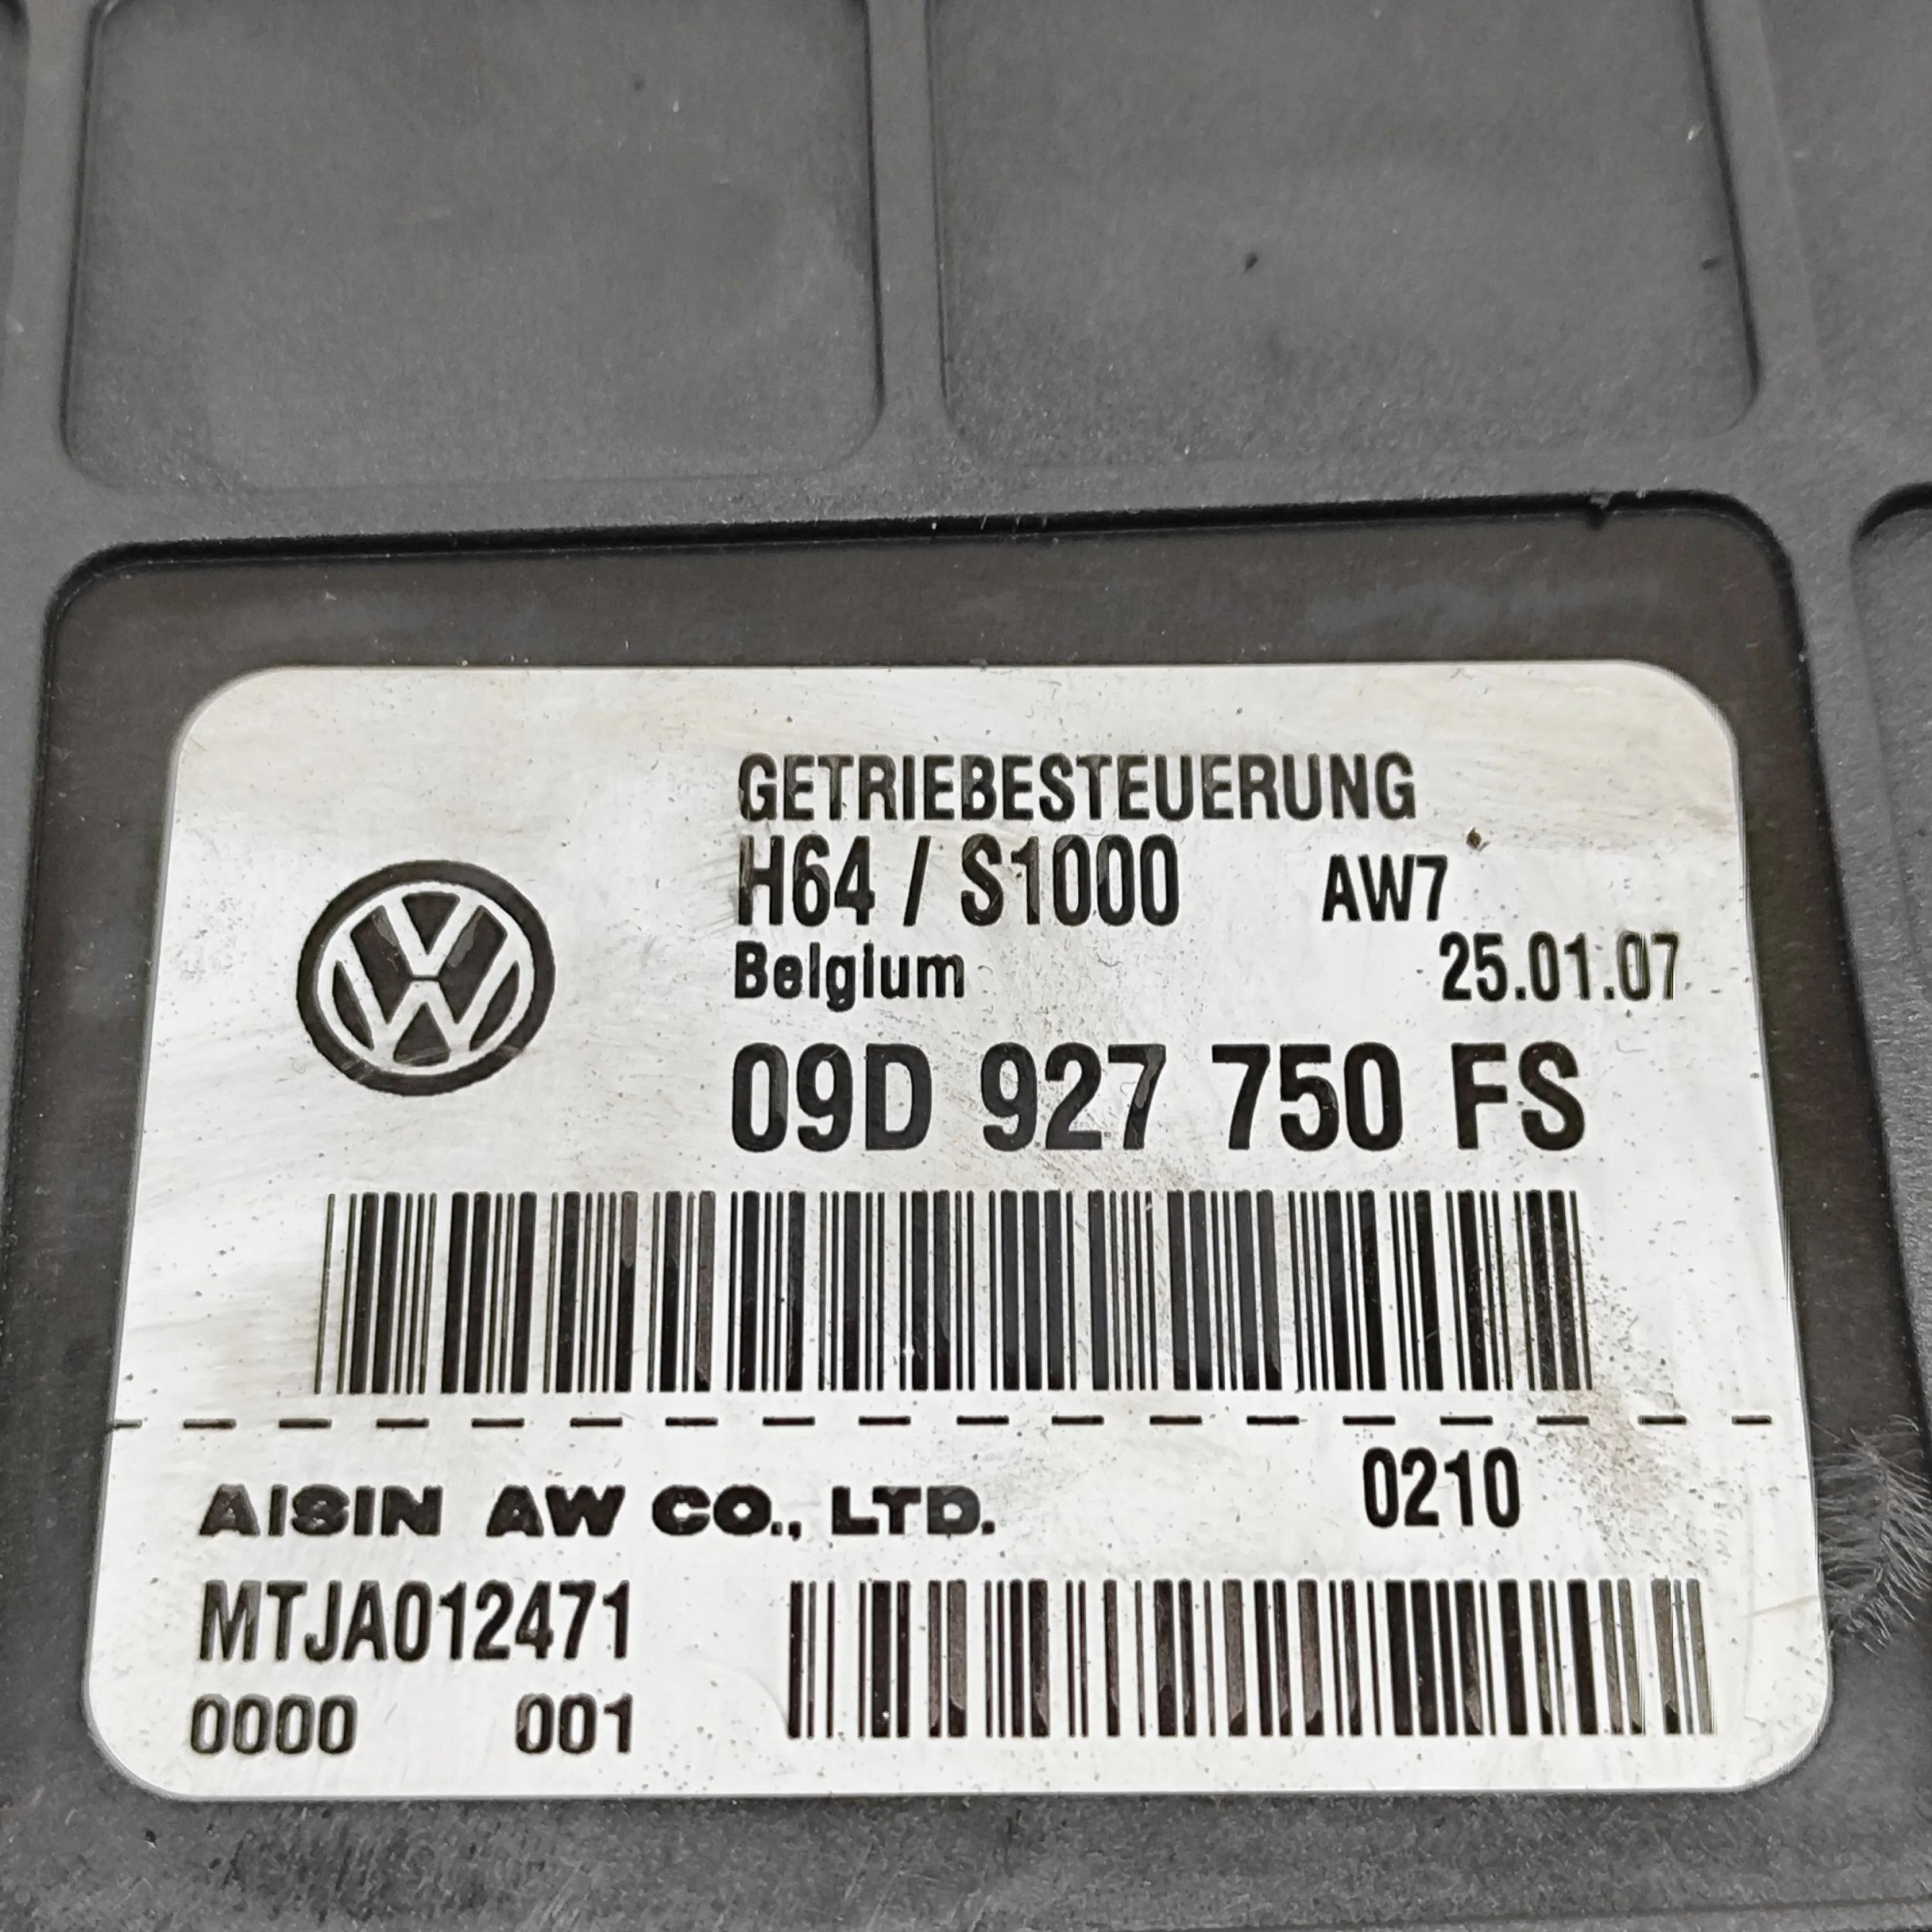 GETRIEBESTEUERUNG
H64 / S1000 AW7
Belgium 25.01.07
09D 927 750 FS
AISIN AW CO., LTD. 0210
MTJA012471
0000 001